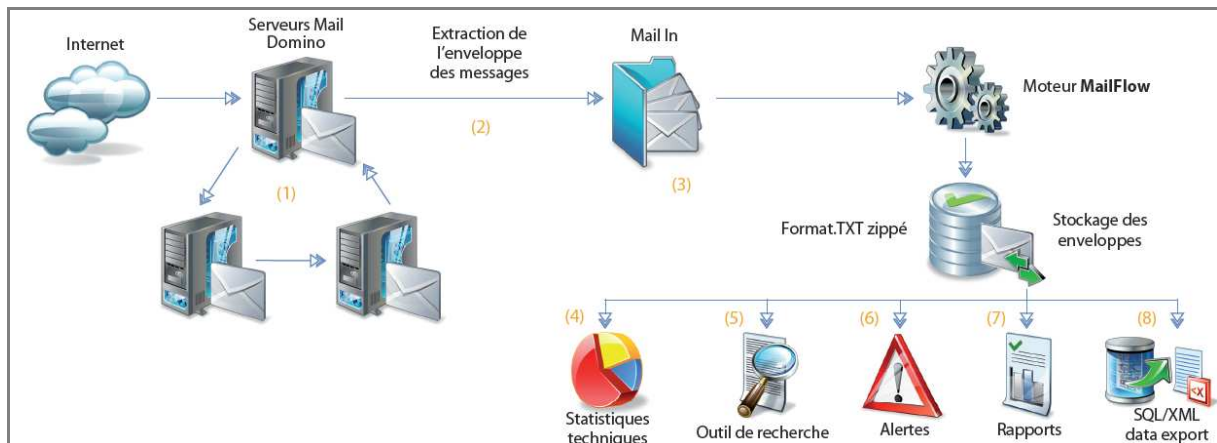 Internet
Serveurs Mail
Domino
Extraction de
l'enveloppe
des messages
Mail In
Moteur MailFlow
(1)
(2)
(3)
Format.TXT zippé
Stockage des
enveloppes
(4)
(5)
(6)
(7)
(8)
Statistiques
techniques
Outil de recherche
Alertes
Rapports
<X
SQL/XML
data export